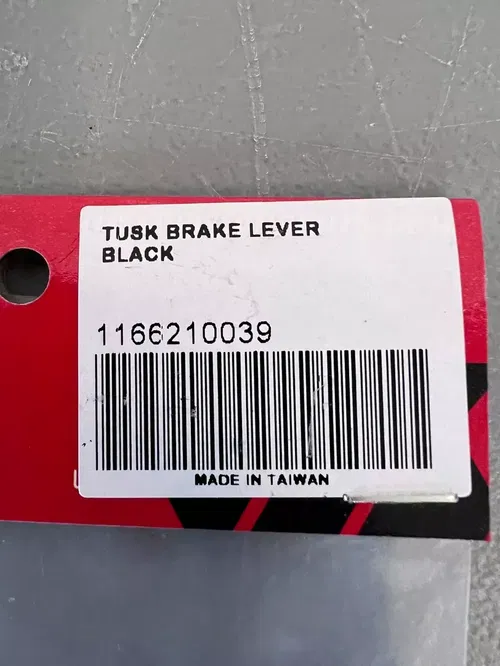 TUSK BRAKE LEVER
BLACK
1166210039
MADE IN TAIWAN